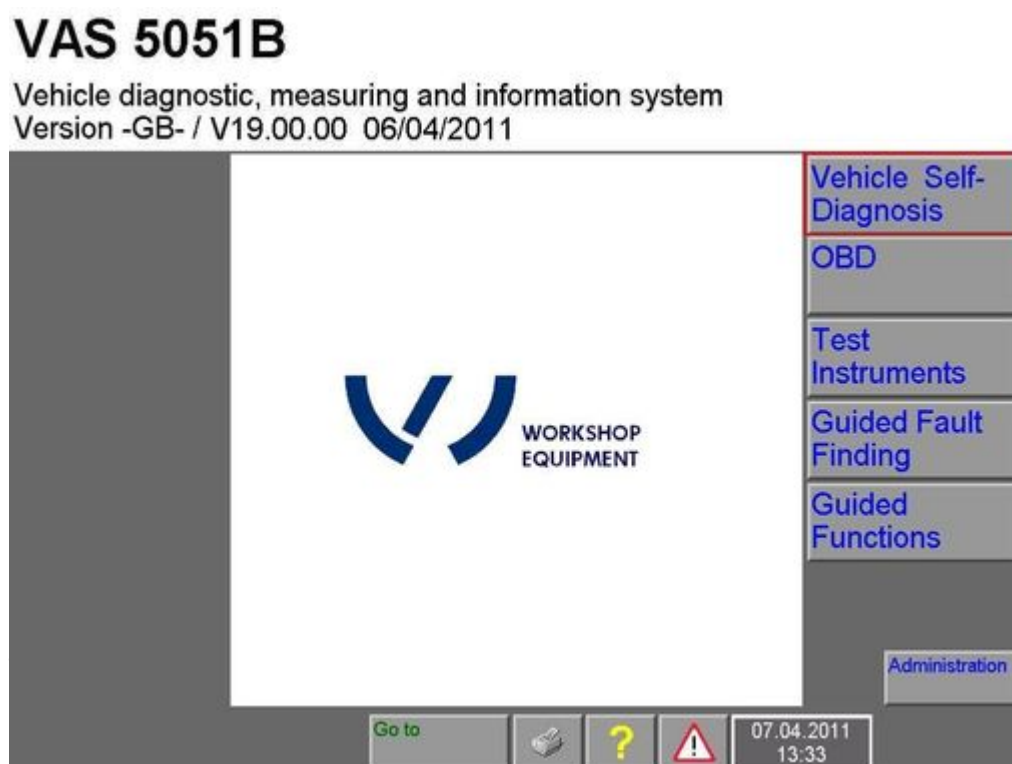 VAS 5051B
Vehicle diagnostic, measuring and information system
Version -GB- / V19.00.00 06/04/2011
Vehicle Self-
Diagnosis
OBD
Test
Instruments
WORKSHOP
EQUIPMENT
Guided Fault
Finding
Guided
Functions
Administration
Go to
?
07.04.2011
13:33